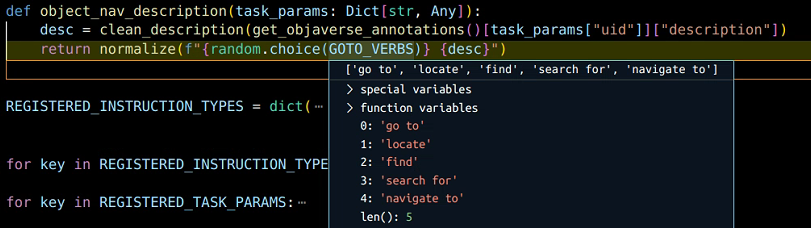 def object_nav_description(task_params: Dict[str, Any]):
desc = clean_description(get_objaverse_annotations()[task_params["uid"]]["description"])
return normalize(f"{random.choice(GOTO_VERBS)} {desc}")
['go to', 'locate', 'find', 'search for', 'navigate to']
> special variables
> function variables
0: 'go to'
1: 'locate'
2: 'find'
3: 'search for'
4: 'navigate to'
len(): 5
REGISTERED_INSTRUCTION_TYPES = dict( ⋯
for key in REGISTERED_INSTRUCTION_TYPE
for key in REGISTERED_TASK_PARAMS: ⋯